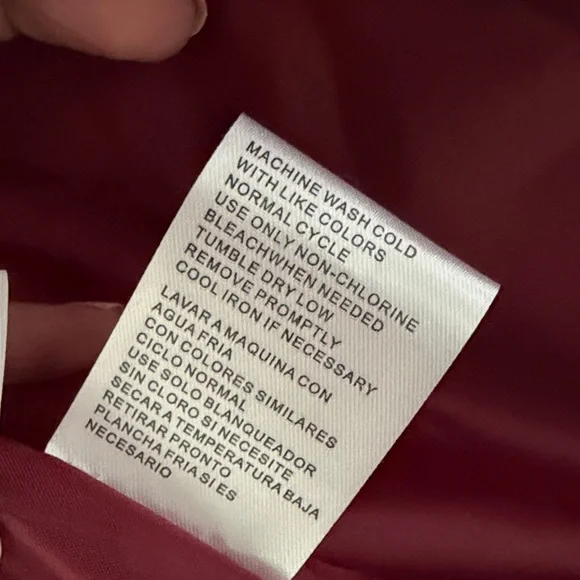 MACHINE WASH COLD
WITH LIKE COLORS
NORMAL CYCLE
USE ONLY NON-CHLORINE
BLEACHWHEN NEEDED
TUMBLE DRY LOW
REMOVE PROMPTLY
COOL IRON IF NECESSARY
LAVAR A MAQUINA CON
AGUA FRIA
CON COLORES SIMILARES
CICLO NORMAL
USE SOLO BLANQUEADOR
SIN CLORO SI NECESITE
SECAR A TEMPERATURA BAJA
RETIRAR PRONTO
PLANCHA FRIA SI ES
NECESARIO